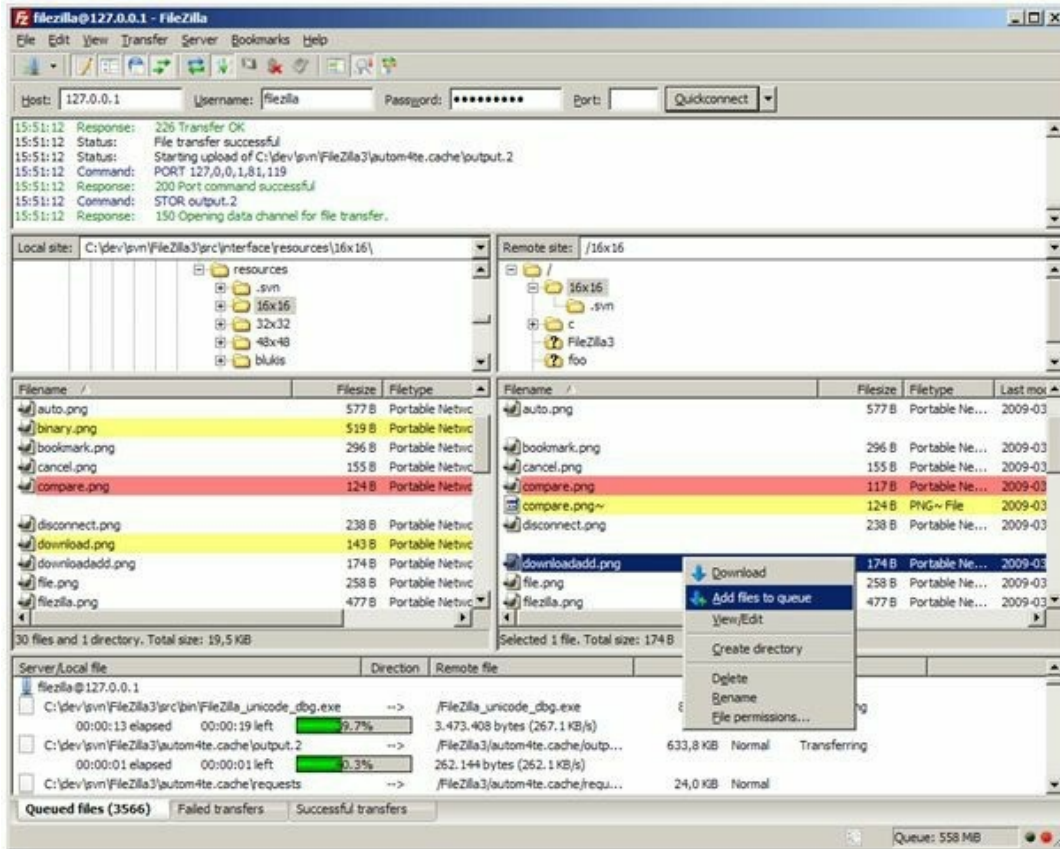 filezilla@127.0.0.1 - FileZilla
File Edit View Transfer Server Bookmarks Help
Host: 127.0.0.1 Username: filezilla Password: ●●●●●●●●● Port: Quickconnect
15:51:12 Response: 226 Transfer OK
15:51:12 Status: File transfer successful
15:51:12 Status: Starting upload of C:\dev\svn\FileZilla3\autom4te.cache\output.2
15:51:12 Command: PORT 127,0,0,1,81,119
15:51:12 Response: 200 Port command successful
15:51:12 Command: STOR output.2
15:51:12 Response: 150 Opening data channel for file transfer.
Local site: C:\dev\svn\FileZilla3\src\interface\resources\16x16\
resources
.svn
16x16
32x32
48x48
blukis
Remote site: /16x16
/
16x16
.svn
c
FileZilla3
foo
Filename / Filesize Filetype
auto.png 577 B Portable Netwc
binary.png 519 B Portable Netwc
bookmark.png 296 B Portable Netwc
cancel.png 155 B Portable Netwc
compare.png 124 B Portable Netwc
disconnect.png 238 B Portable Netwc
download.png 143 B Portable Netwc
downloadadd.png 174 B Portable Netwc
file.png 258 B Portable Netwc
filezilla.png 477 B Portable Netwc
30 files and 1 directory. Total size: 19,5 KiB
Filename / Filesize Filetype Last mod
auto.png 577 B Portable Ne... 2009-03
bookmark.png 296 B Portable Ne... 2009-03
cancel.png 155 B Portable Ne... 2009-03
compare.png 117 B Portable Ne... 2009-03
compare.png~ 124 B PNG~ File 2009-03
disconnect.png 238 B Portable Ne... 2009-03
downloadadd.png 174 B Portable Ne... 2009-03
file.png 258 B Portable Ne... 2009-03
filezilla.png 477 B Portable Ne... 2009-03
Selected 1 file. Total size: 174 B
Download
Add files to queue
View/Edit
Create directory
Delete
Rename
File permissions...
Server/Local file Direction Remote file
filezilla@127.0.0.1
C:\dev\svn\FileZilla3\src\bin\FileZilla_unicode_dbg.exe --> /FileZilla_unicode_dbg.exe
00:00:13 elapsed 00:00:19 left 9.7% 3.473.408 bytes (267.1 KB/s)
C:\dev\svn\FileZilla3\autom4te.cache\output.2 --> /FileZilla3/autom4te.cache/outp... 633,8 KiB Normal Transferring
00:00:01 elapsed 00:00:01 left 0.3% 262.144 bytes (262.1 KB/s)
C:\dev\svn\FileZilla3\autom4te.cache\requests --> /FileZilla3/autom4te.cache/requ... 24,0 KiB Normal
Queued files (3566) Failed transfers Successful transfers
Queue: 558 MiB